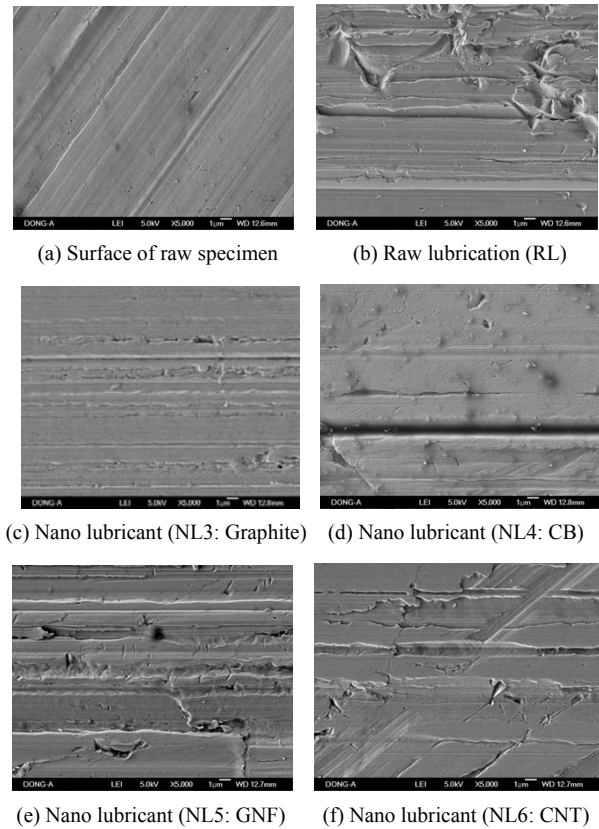 DONG-A LEI 5.0kV X5,000 1μm WD 12.6mm
DONG-A LEI 5.0kV X5,000 1μm WD 12.6mm
(a) Surface of raw specimen
(b) Raw lubrication (RL)
DONG-A LEI 5.0kV X5,000 1μm WD 12.8mm
DONG-A LEI 5.0kV X5,000 1μm WD 12.8mm
(c) Nano lubricant (NL3: Graphite)
(d) Nano lubricant (NL4: CB)
DONG-A LEI 5.0kV X5,000 1μm WD 12.7mm
DONG-A LEI 5.0kV X5,000 1μm WD 12.7mm
(e) Nano lubricant (NL5: GNF)
(f) Nano lubricant (NL6: CNT)